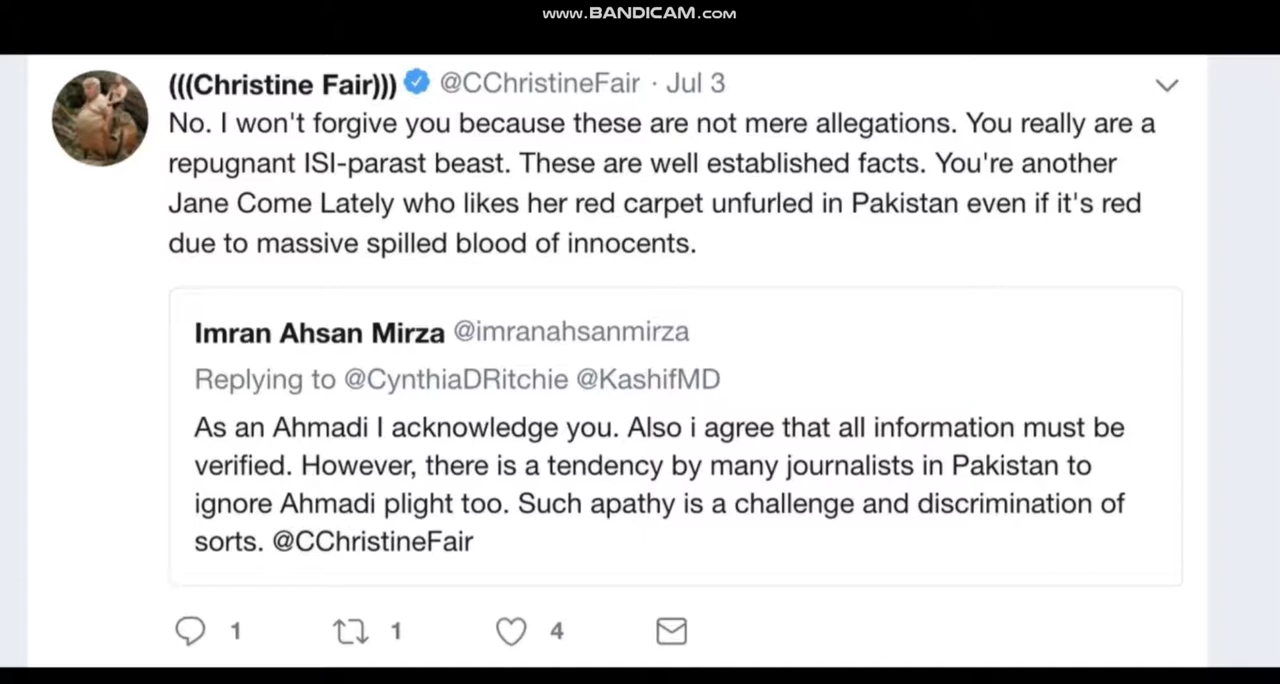 www.BANDICAM.com
(((Christine Fair))) @CChristineFair · Jul 3
No. I won't forgive you because these are not mere allegations. You really are a
repugnant ISI-parast beast. These are well established facts. You're another
Jane Come Lately who likes her red carpet unfurled in Pakistan even if it's red
due to massive spilled blood of innocents.
Imran Ahsan Mirza @imranahsanmirza
Replying to @CynthiaDRitchie @KashifMD
As an Ahmadi I acknowledge you. Also i agree that all information must be
verified. However, there is a tendency by many journalists in Pakistan to
ignore Ahmadi plight too. Such apathy is a challenge and discrimination of
sorts. @CChristineFair
1 1 4